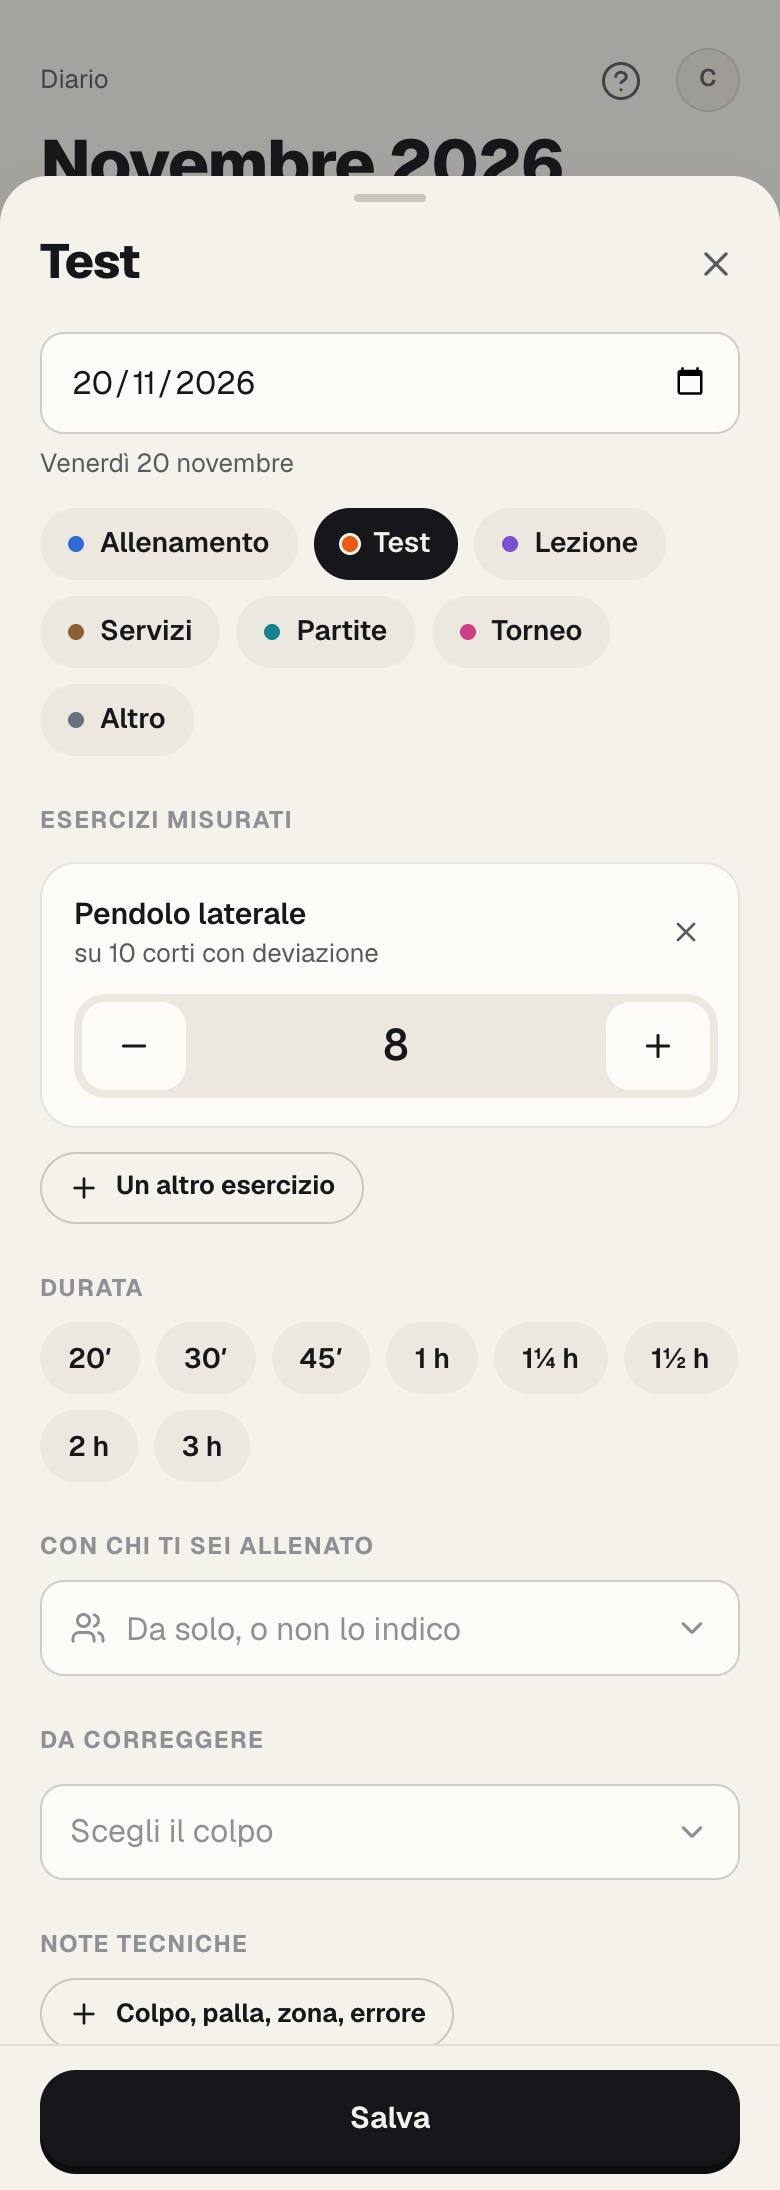 Diario
C
Novembre 2026
Test
20/11/2026
Venerdì 20 novembre
Allenamento
Test
Lezione
Servizi
Partite
Torneo
Altro
ESERCIZI MISURATI
Pendolo laterale
su 10 corti con deviazione
8
Un altro esercizio
DURATA
20′
30′
45′
1 h
1¼ h
1½ h
2 h
3 h
CON CHI TI SEI ALLENATO
Da solo, o non lo indico
DA CORREGGERE
Scegli il colpo
NOTE TECNICHE
Colpo, palla, zona, errore
Salva